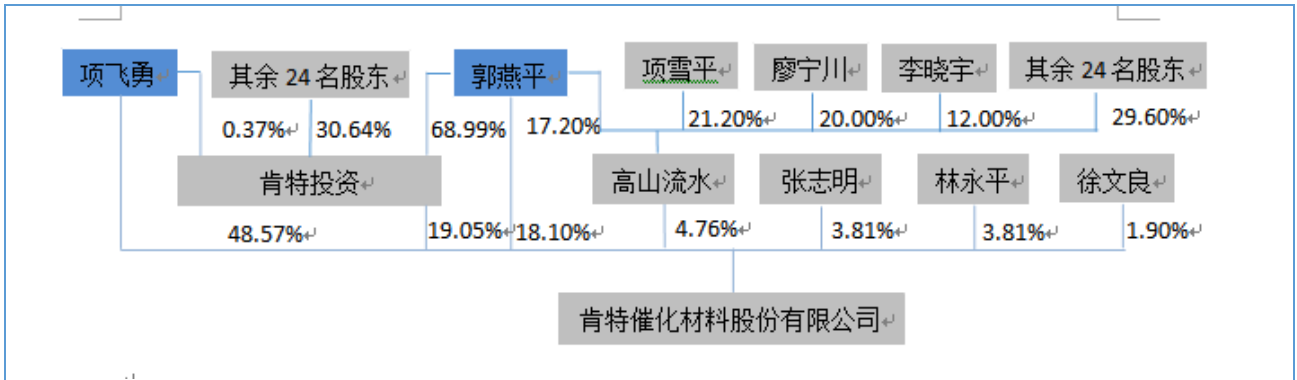 项飞勇
其余 24 名股东
郭燕平
项雪平
廖宁川
李晓宇
其余 24 名股东
0.37%
30.64%
68.99%
17.20%
21.20%
20.00%
12.00%
29.60%
肯特投资
高山流水
张志明
林永平
徐文良
48.57%
19.05%
18.10%
4.76%
3.81%
3.81%
1.90%
肯特催化材料股份有限公司